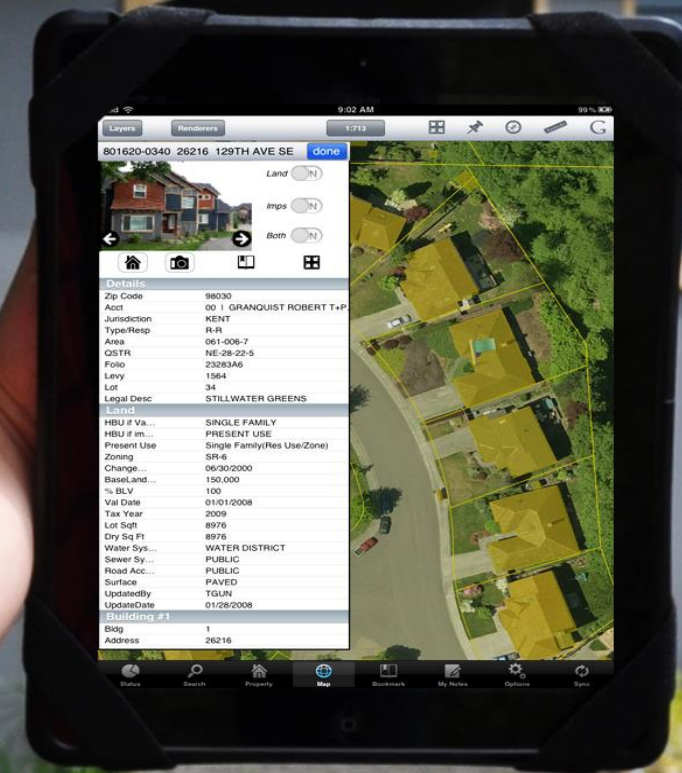 9:02 AM 99%
Layers Renderers 1:713
801620-0340 26216 129TH AVE SE done
Land N
Imps N
Both N
Details
Zip Code 98030
Acct 00 | GRANQUIST ROBERT T+P
Jurisdiction KENT
Type/Resp R-R
Area 061-006-7
QSTR NE-28-22-5
Folio 23283A6
Levy 1564
Lot 34
Legal Desc STILLWATER GREENS
Land
HBU if Va... SINGLE FAMILY
HBU if im... PRESENT USE
Present Use Single Family(Res Use/Zone)
Zoning SR-6
Change... 06/30/2000
BaseLand... 150,000
% BLV 100
Val Date 01/01/2008
Tax Year 2009
Lot Sqft 8976
Dry Sq Ft 8976
Water Sys... WATER DISTRICT
Sewer Sy... PUBLIC
Road Acc... PUBLIC
Surface PAVED
UpdatedBy TGUN
UpdateDate 01/28/2008
Building #1
Bldg 1
Address 26216
Status Search Property Map Bookmark My Notes Options Sync